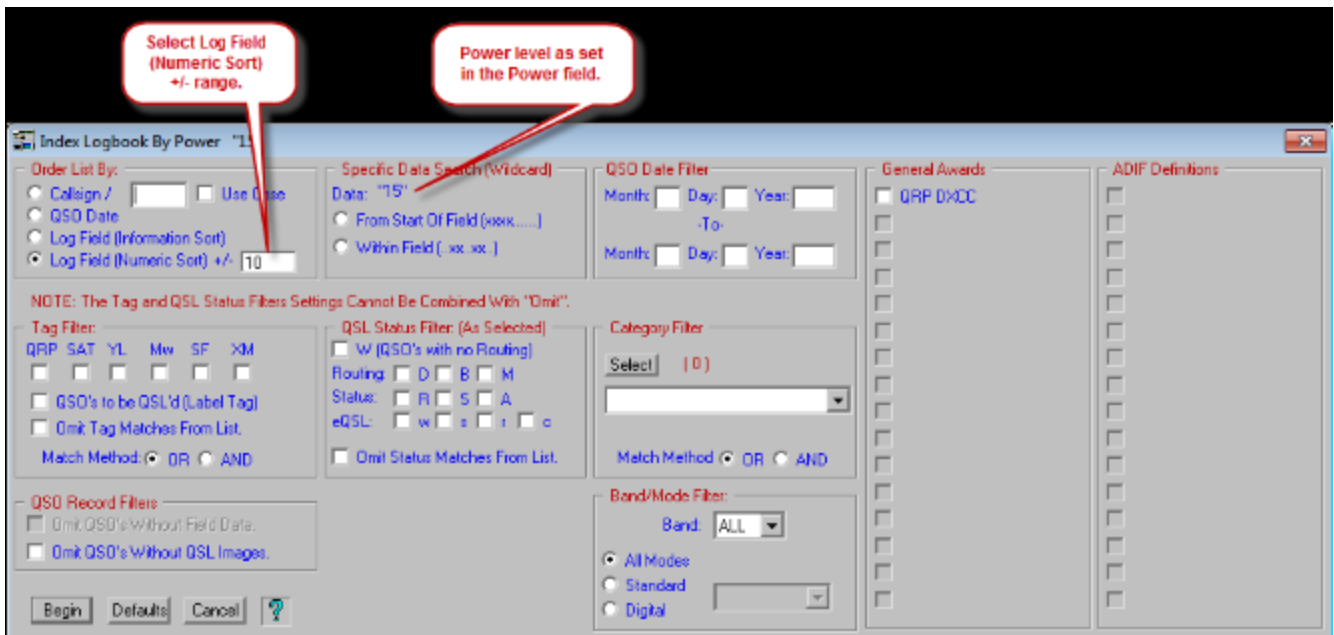 Select Log Field
(Numeric Sort)
+/- range.
Power level as set
in the Power field.
Index Logbook By Power "15
Order List By:
Callsign /
Use Case
QSO Date
Log Field (Information Sort)
Log Field (Numeric Sort) +/- 10
Specific Data Search (Wildcard)
Data: "15"
From Start Of Field (xxxx......)
Within Field (..xx..xx..)
QSO Date Filter
Month: Day: Year:
-To-
Month: Day: Year:
General Awards
QRP DXCC
ADIF Definitions
NOTE: The Tag and QSL Status Filters Settings Cannot Be Combined With "Omit".
Tag Filter:
QRP SAT YL Mw SF XM
QSO's to be QSL'd (Label Tag)
Omit Tag Matches From List.
Match Method: OR AND
QSL Status Filter: (As Selected)
W (QSO's with no Routing)
Routing: D B M
Status: R S A
eQSL: w s r c
Omit Status Matches From List.
Category Filter
Select (0)
Match Method OR AND
QSO Record Filters
Omit QSO's Without Field Data.
Omit QSO's Without QSL Images.
Band/Mode Filter:
Band: ALL
All Modes
Standard
Digital
Begin Defaults Cancel ?